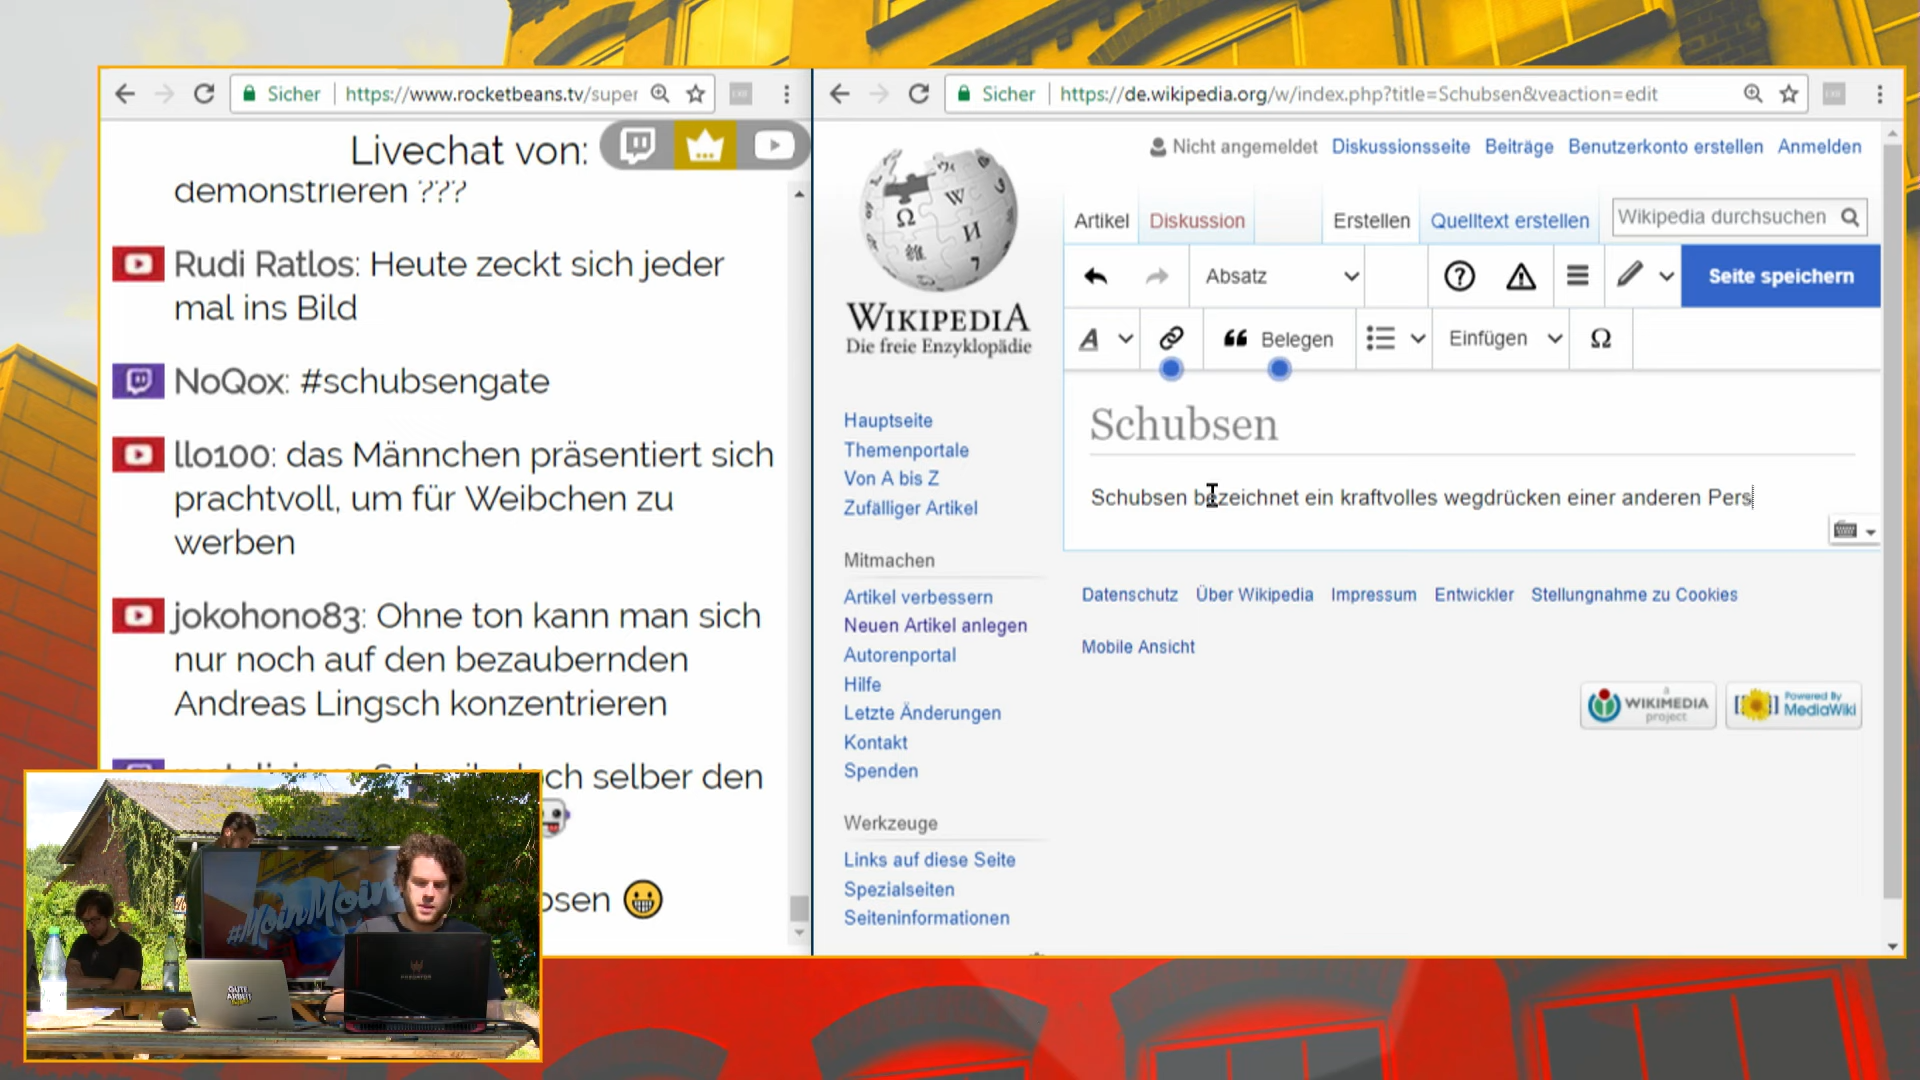 Sicher https://www.rocketbeans.tv/super
Livechat von:
demonstrieren ???
Rudi Ratlos: Heute zeckt sich jeder
mal ins Bild
NoQox: #schubsengate
llo100: das Männchen präsentiert sich
prachtvoll, um für Weibchen zu
werben
jokohono83: Ohne ton kann man sich
nur noch auf den bezaubernden
Andreas Lingsch konzentrieren
selber den
#MoinMoin
PREDATOR
GUTE
ARBEIT
Sicher https://de.wikipedia.org/w/index.php?title=Schubsen&veaction=edit
Nicht angemeldet Diskussionsseite Beiträge Benutzerkonto erstellen Anmelden
WIKIPEDIA
Die freie Enzyklopädie
Artikel Diskussion Erstellen Quelltext erstellen Wikipedia durchsuchen
Absatz Seite speichern
A Belegen Einfügen Ω
Schubsen
Schubsen bezeichnet ein kraftvolles wegdrücken einer anderen Pers
Hauptseite
Themenportale
Von A bis Z
Zufälliger Artikel
Mitmachen
Artikel verbessern
Neuen Artikel anlegen
Autorenportal
Hilfe
Letzte Änderungen
Kontakt
Spenden
Werkzeuge
Links auf diese Seite
Spezialseiten
Seiteninformationen
Datenschutz Über Wikipedia Impressum Entwickler Stellungnahme zu Cookies
Mobile Ansicht
a
WIKIMEDIA
project
Powered By
MediaWiki